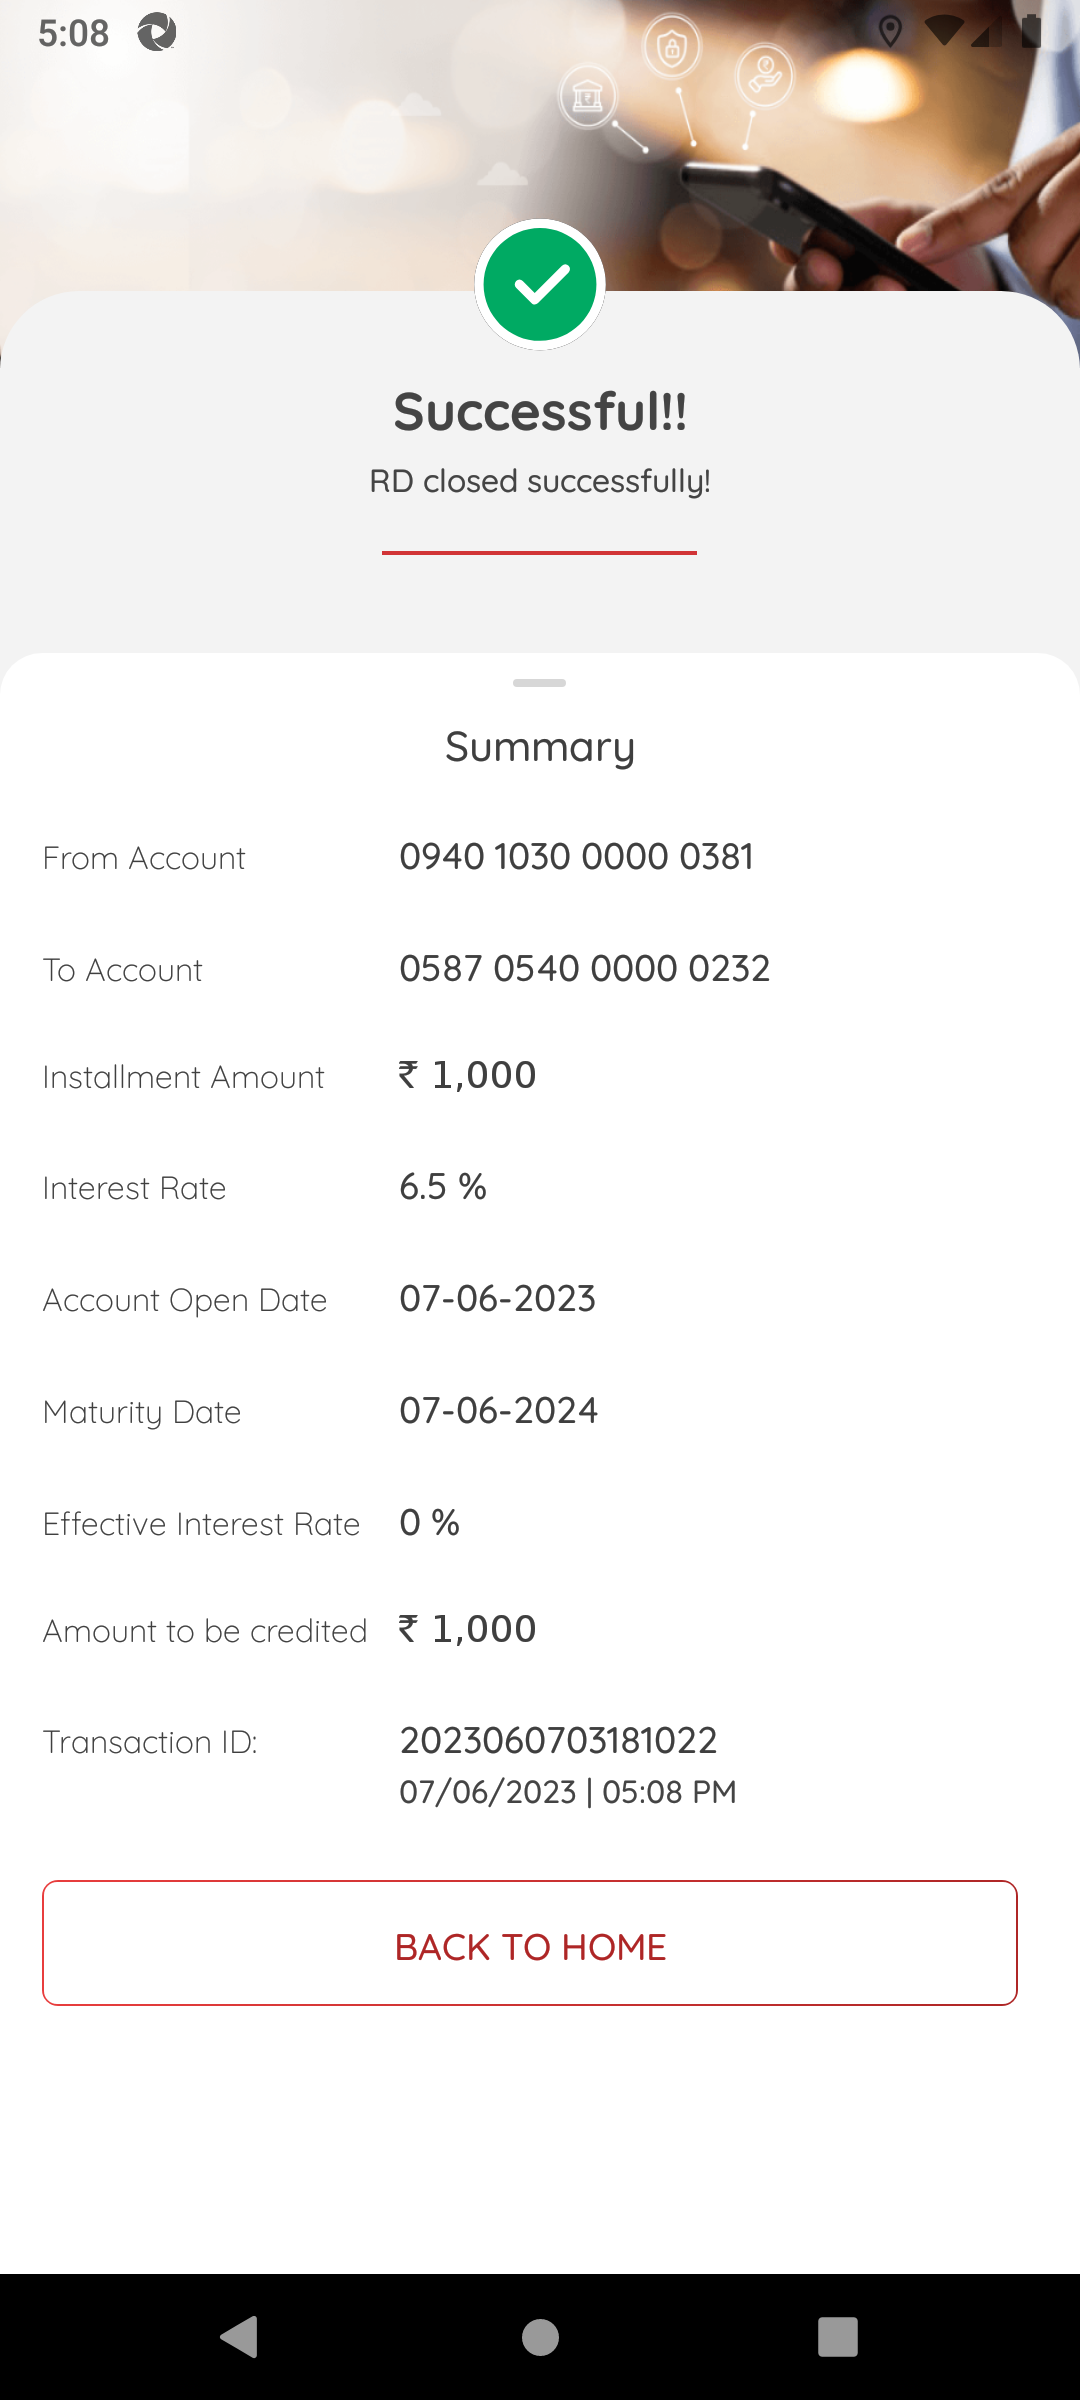 5:08
Successful!!
RD closed successfully!
Summary
From Account 0940 1030 0000 0381
To Account 0587 0540 0000 0232
Installment Amount ₹ 1,000
Interest Rate 6.5 %
Account Open Date 07-06-2023
Maturity Date 07-06-2024
Effective Interest Rate 0 %
Amount to be credited ₹ 1,000
Transaction ID: 2023060703181022
07/06/2023 | 05:08 PM
BACK TO HOME